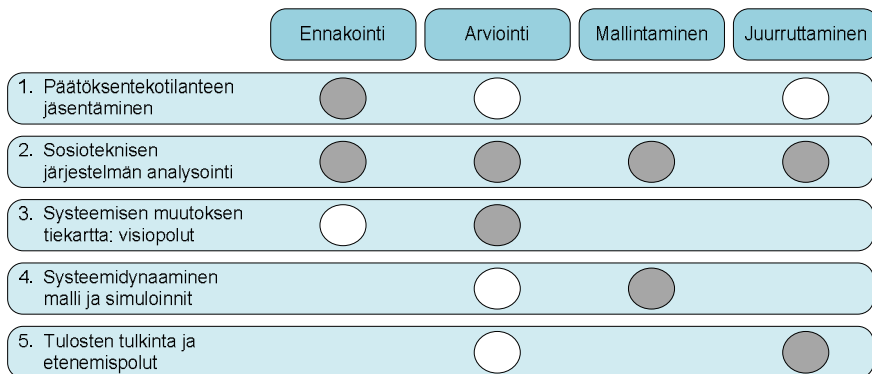 Ennakointi Arviointi Mallintaminen Juurruttaminen
1. Päätöksentekotilanteen
jäsentäminen
2. Sosioteknisen
järjestelmän analysointi
3. Systeemisen muutoksen
tiekartta: visiopolut
4. Systeemidynaaminen
malli ja simuloinnit
5. Tulosten tulkinta ja
etenemispolut